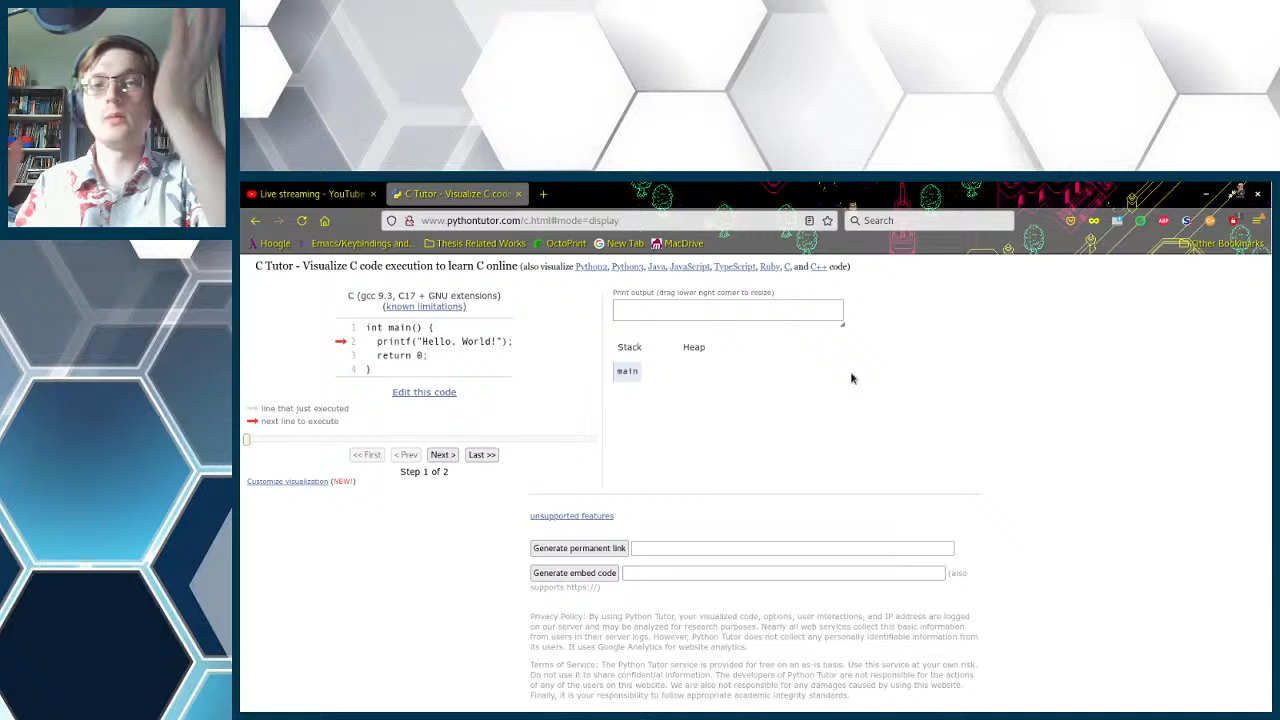 Live streaming - YouTube
C Tutor - Visualize C code
www.pythontutor.com/c.html#mode=display
Search
Hoogle
Emacs/Keybindings and...
Thesis Related Works
OctoPrint
New Tab
MacDrive
Other Bookmarks
C Tutor - Visualize C code execution to learn C online (also visualize Python2, Python3, Java, JavaScript, TypeScript, Ruby, C, and C++ code)
C (gcc 9.3, C17 + GNU extensions)
(known limitations)
1 int main() {
2 printf("Hello, World!");
3 return 0;
4 }
Edit this code
line that just executed
next line to execute
<< First
< Prev
Next >
Last >>
Step 1 of 2
Customize visualization (NEW!)
Print output (drag lower right corner to resize)
Stack
Heap
main
unsupported features
Generate permanent link
Generate embed code
(also
supports https://)
Privacy Policy: By using Python Tutor, your visualized code, options, user interactions, and IP address are logged
on our server and may be analyzed for research purposes. Nearly all web services collect this basic information
from users in their server logs. However, Python Tutor does not collect any personally identifiable information from
its users. It uses Google Analytics for website analytics.
Terms of Service: The Python Tutor service is provided for free on an as-is basis. Use this service at your own risk.
Do not use it to share confidential information. The developers of Python Tutor are not responsible for the actions
of any of the users on this website. We are also not responsible for any damages caused by using this website.
Finally, it is your responsibility to follow appropriate academic integrity standards.